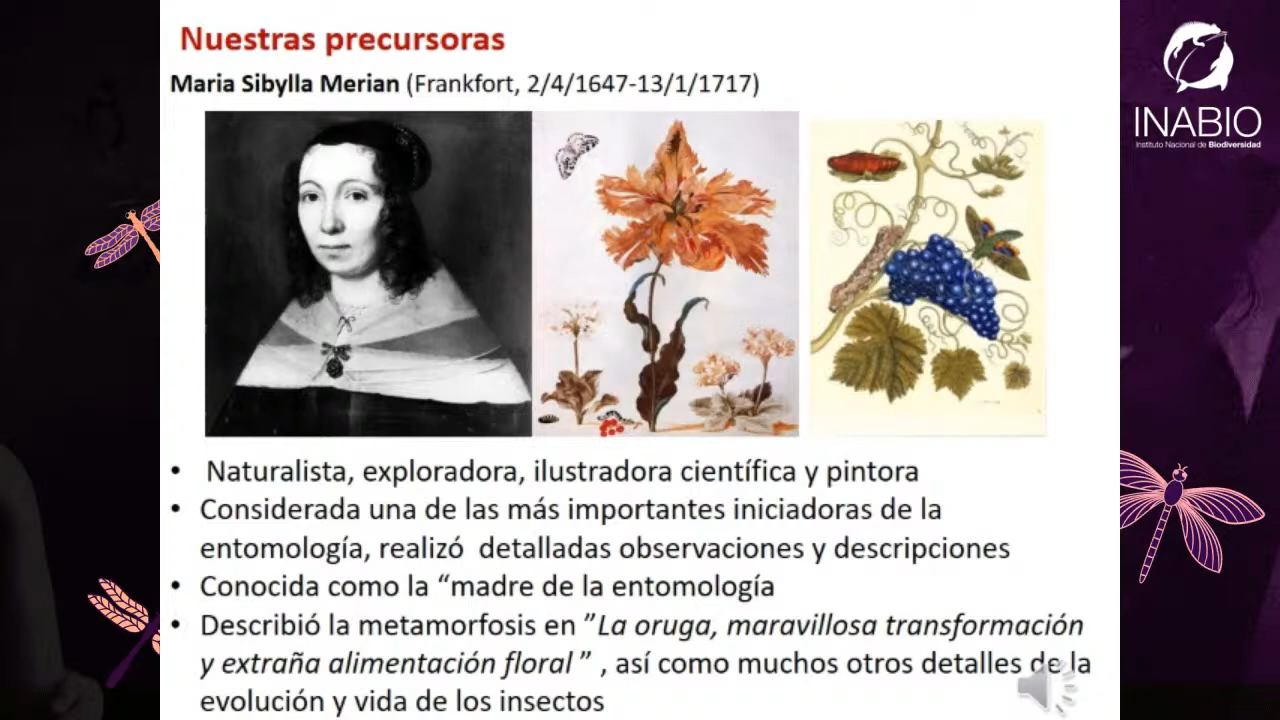 Nuestras precursoras
Maria Sibylla Merian (Frankfort, 2/4/1647-13/1/1717)
INABIO
Instituto Nacional de Biodiversidad
• Naturalista, exploradora, ilustradora científica y pintora
• Considerada una de las más importantes iniciadoras de la
entomología, realizó detalladas observaciones y descripciones
• Conocida como la “madre de la entomología
• Describió la metamorfosis en ”La oruga, maravillosa transformación
y extraña alimentación floral ” , así como muchos otros detalles de la
evolución y vida de los insectos